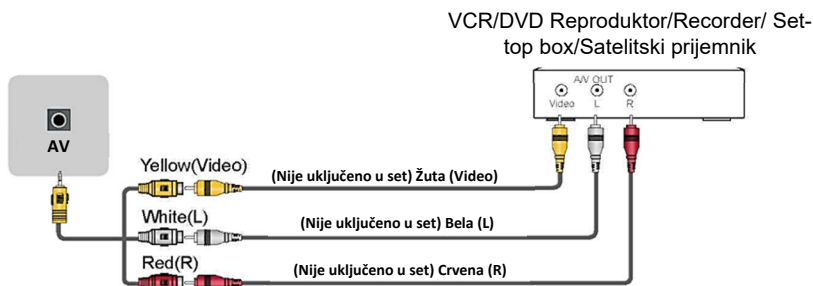 VCR/DVD Reproduktor/Recorder/ Set-
top box/Satelitski prijemnik
A/V OUT
Video L R
AV
Yellow(Video)
(Nije uključeno u set) Žuta (Video)
White(L)
(Nije uključeno u set) Bela (L)
Red(R)
(Nije uključeno u set) Crvena (R)